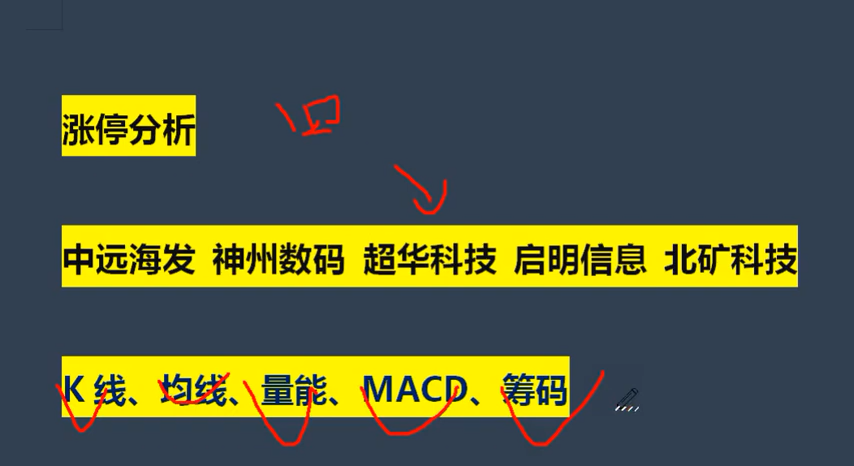 涨停分析 旧
中远海发 神州数码 超华科技 启明信息 北矿科技
K 线、均线、量能、MACD、筹码